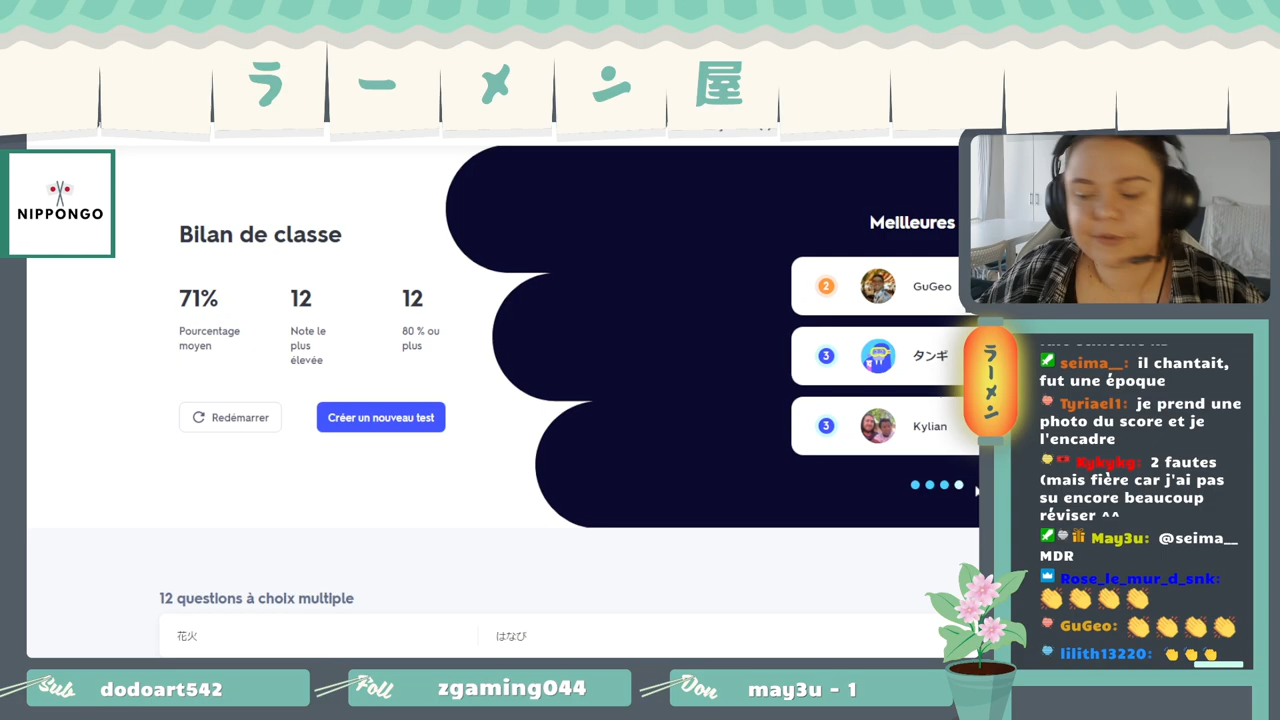 ラーメン屋
NIPPONGO
Bilan de classe
71%
Pourcentage
moyen
12
Note le
plus
élevée
12
80 % ou
plus
Redémarrer
Créer un nouveau test
Meilleures
2 GuGeo
3 タンギ
3 Kylian
12 questions à choix multiple
花火 はなび
ラーメン
seima__: il chantait,
fut une époque
Tyriael1: je prend une
photo du score et je
l'encadre
Kykykg: 2 fautes
(mais fière car j'ai pas
su encore beaucoup
réviser ^^
May3u: @seima__
MDR
Rose_le_mur_d_snk:
GuGeo:
lilith13220:
Sub dodoart542
Foll zgaming044
Don may3u - 1